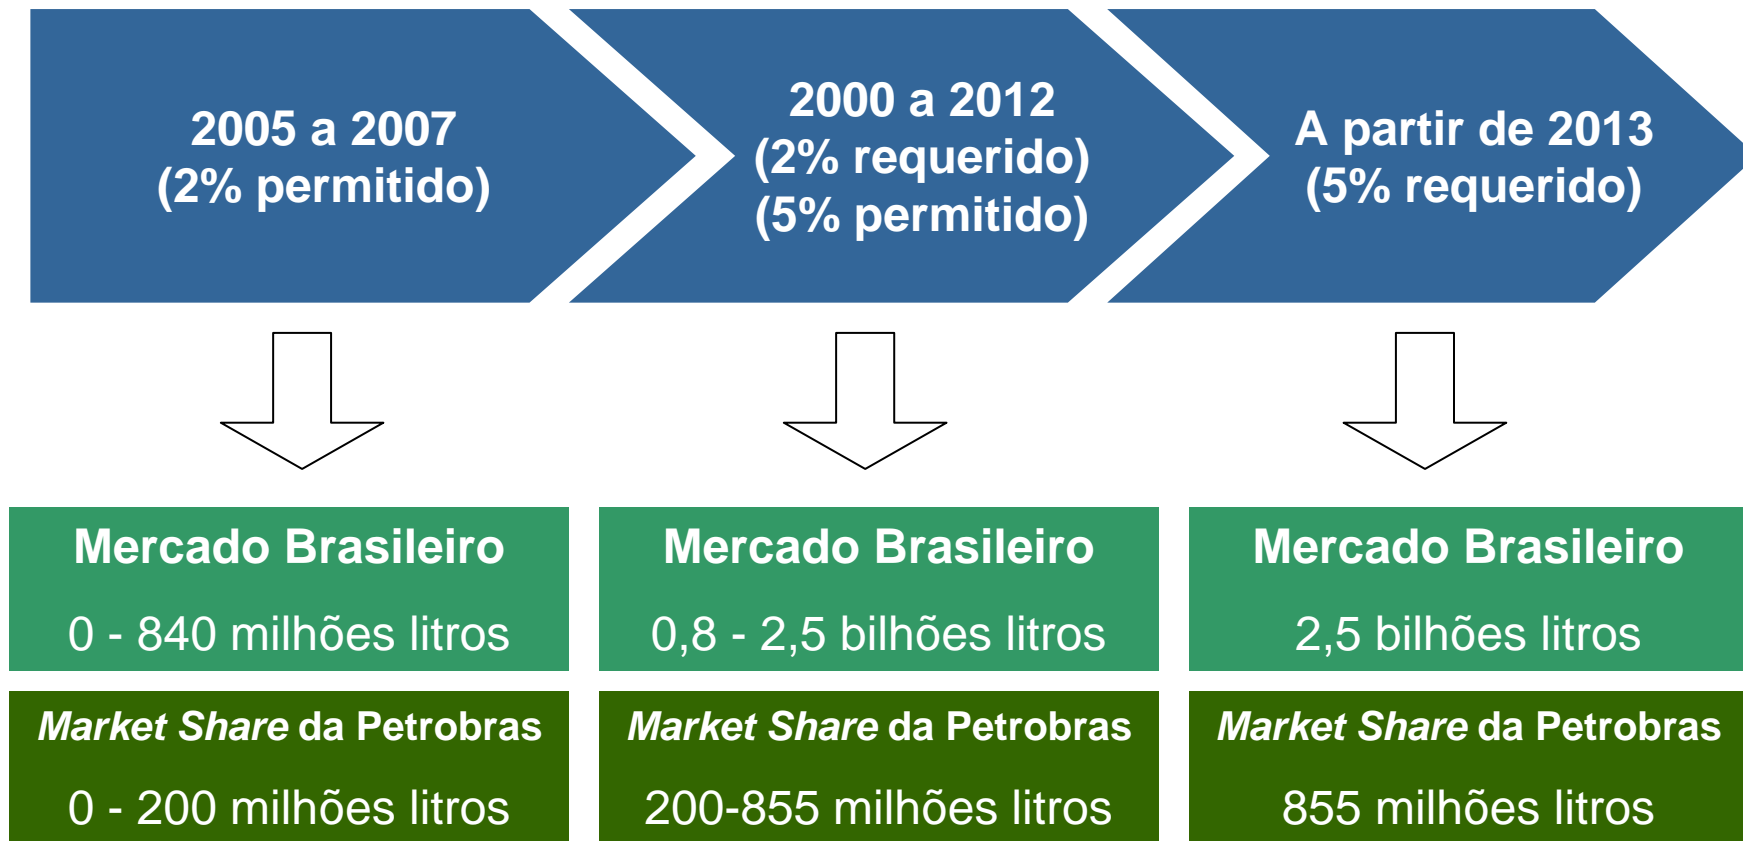 2005 a 2007
(2% permitido)
2000 a 2012
(2% requerido)
(5% permitido)
A partir de 2013
(5% requerido)
Mercado Brasileiro
0 - 840 milhões litros
Mercado Brasileiro
0,8 - 2,5 bilhões litros
Mercado Brasileiro
2,5 bilhões litros
Market Share da Petrobras
0 - 200 milhões litros
Market Share da Petrobras
200-855 milhões litros
Market Share da Petrobras
855 milhões litros